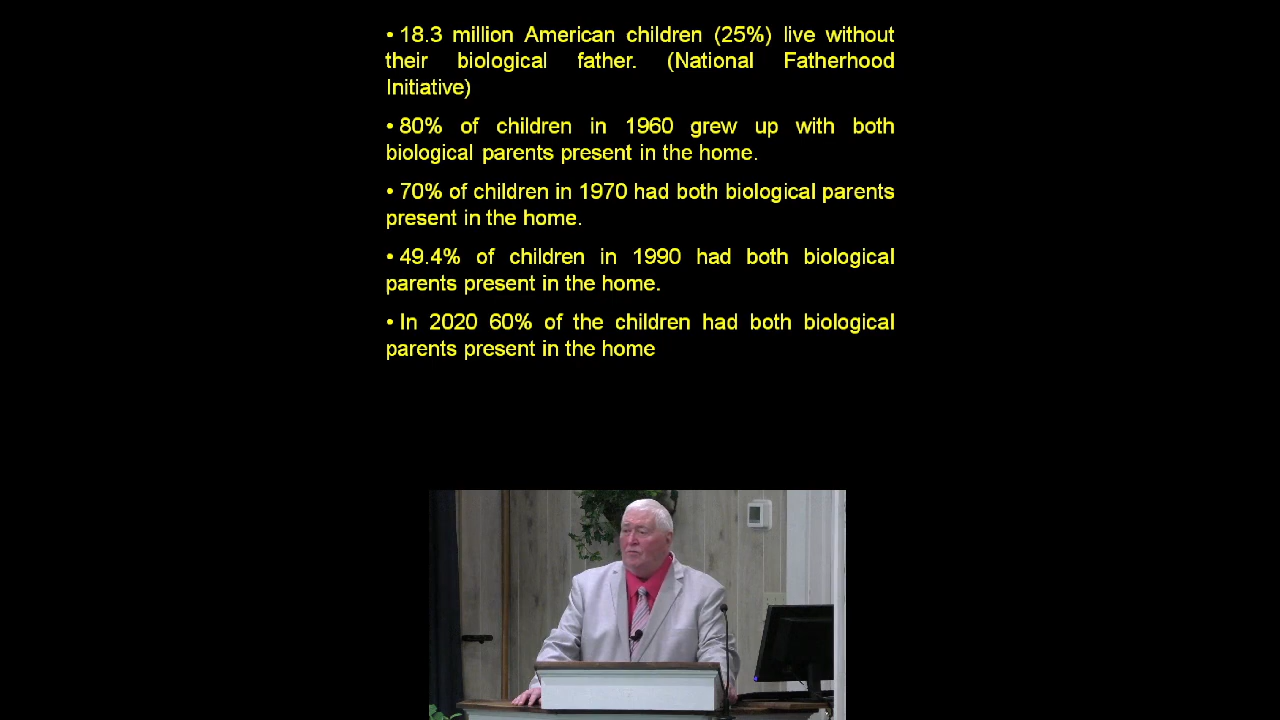 • 18.3 million American children (25%) live without
their biological father. (National Fatherhood
Initiative)
• 80% of children in 1960 grew up with both
biological parents present in the home.
• 70% of children in 1970 had both biological parents
present in the home.
• 49.4% of children in 1990 had both biological
parents present in the home.
• In 2020 60% of the children had both biological
parents present in the home